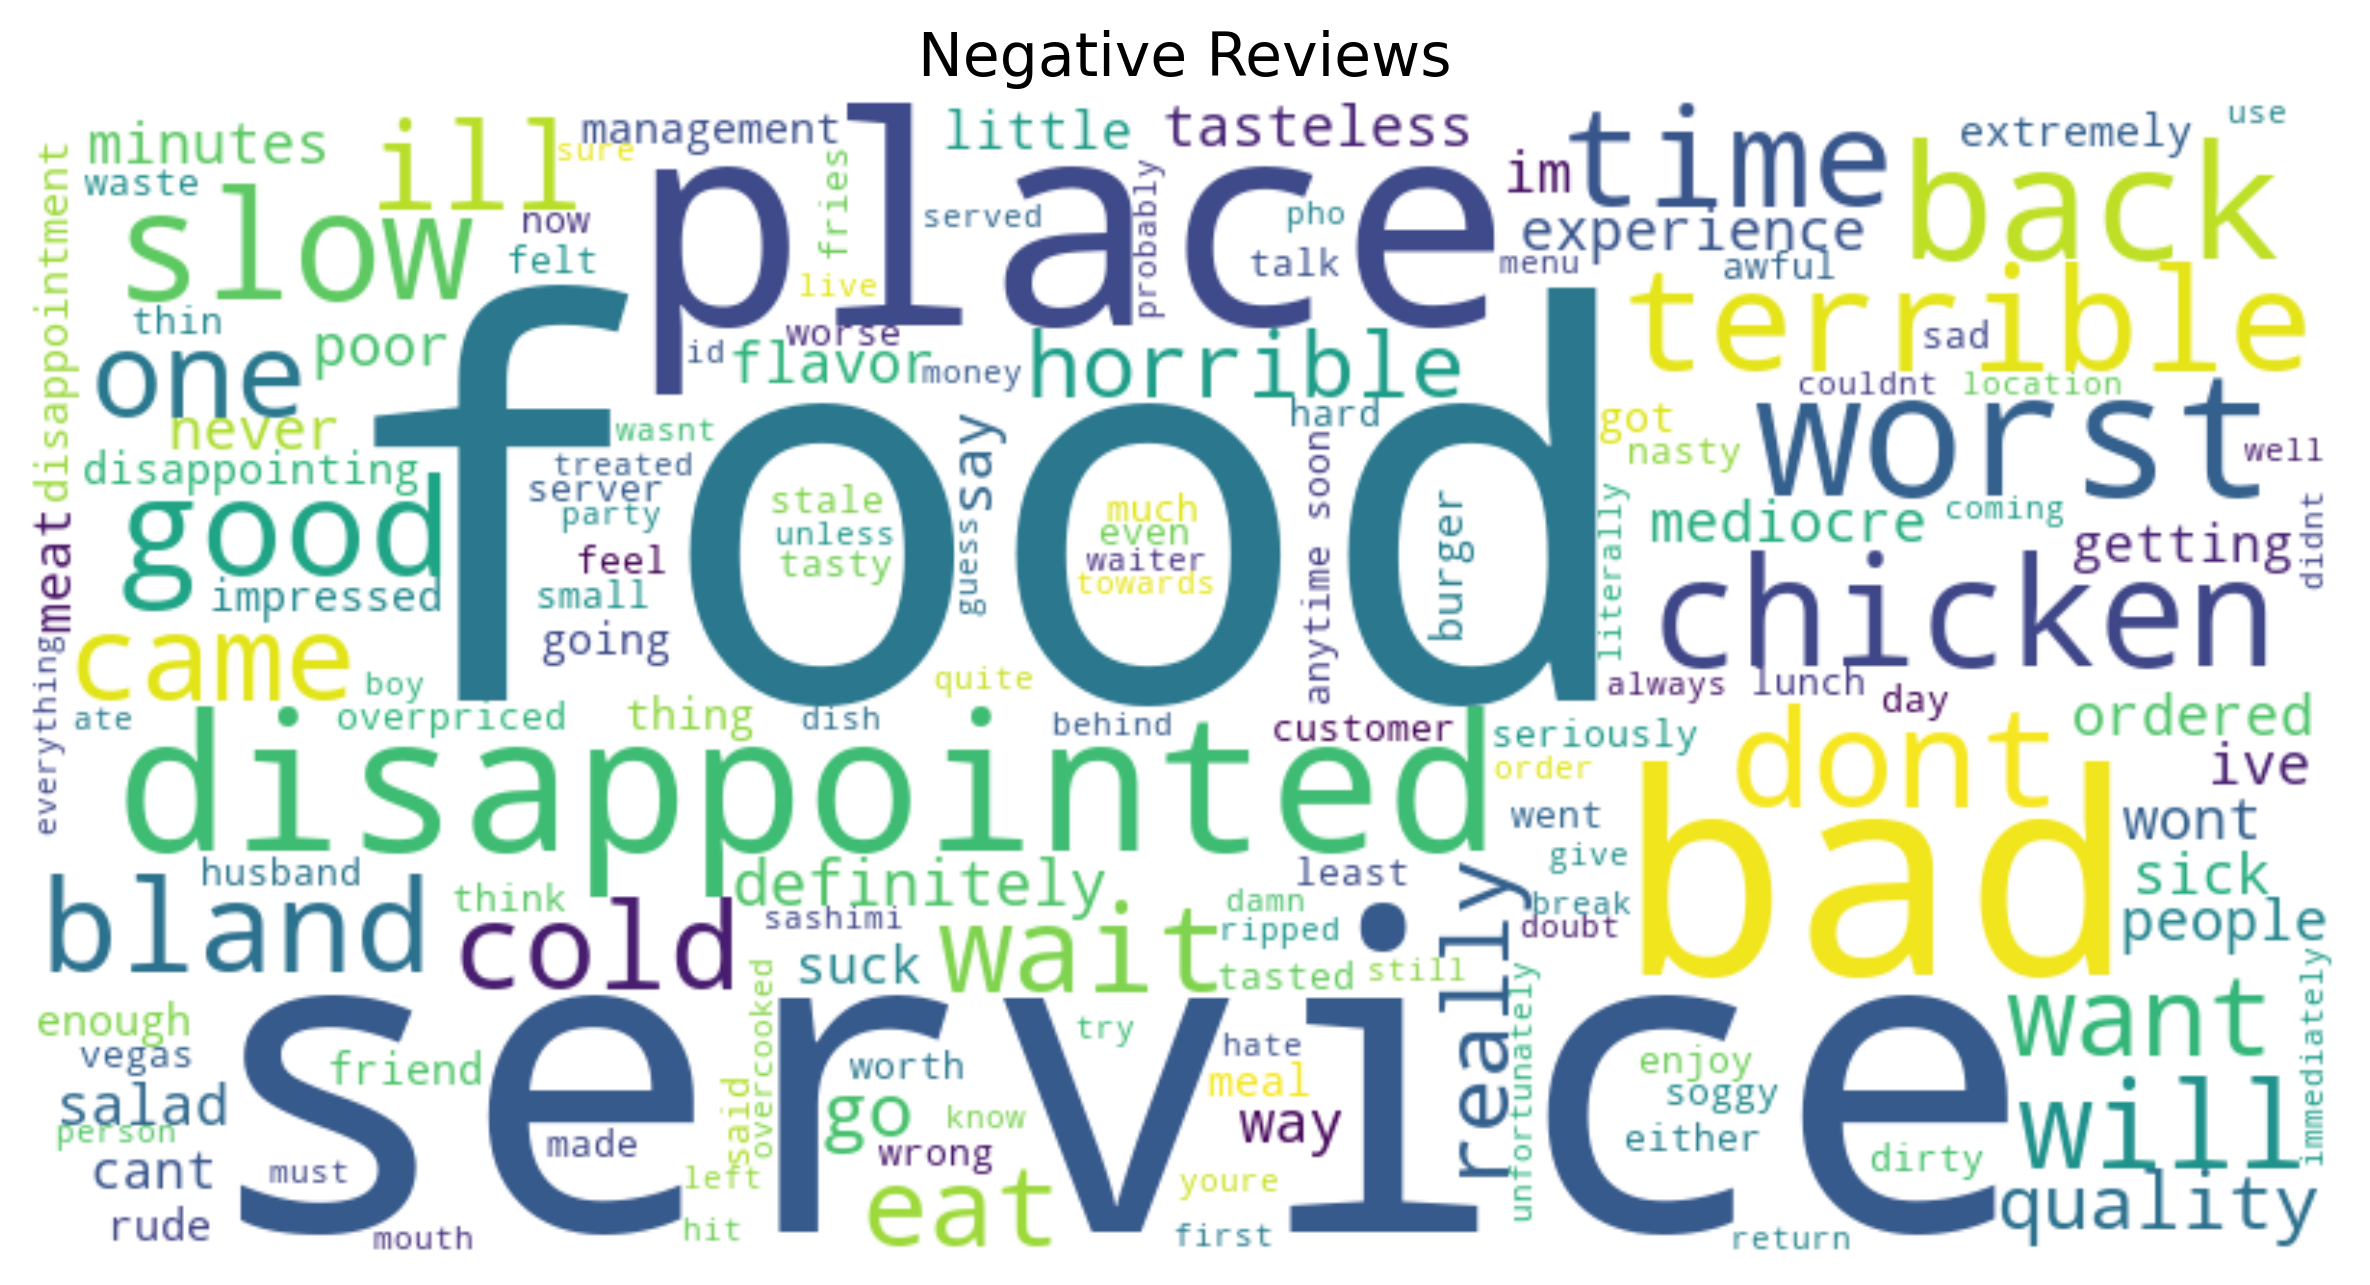 Negative Reviews
minutes
ill
sure
management
place
little
tasteless
im
time
extremely
use
waste
slow
now
felt
fries
served
probably
pho
talk
live
experience
menu
awful
back
disappointment
thin
one
poor
worse
id
flavor
money
horrible
hard
terrible
sad
couldnt
location
never
food
wasnt
say
got
nasty
worst
well
disappointing
good
treated
server
party
stale
unless
tasty
much
even
waiter
towards
guess
anytime soon
burger
literally
mediocre
coming
getting
didnt
meat
impressed
feel
small
going
chicken
came
boy
quite
always
lunch
day
everything
ate
overpriced
thing
dish
behind
customer
seriously
ordered
disappointed
order
dont
ive
went
bad
wont
husband
definitely
least
give
sick
bland
think
cold
sashimi
wait
damn
ripped
really
break
doubt
people
suck
tasted
still
enough
vegas
friend
service
overcooked
try
hate
unfortunately
enjoy
want
immediately
salad
worth
meal
soggy
will
person
said
go
know
way
either
cant
must
made
wrong
dirty
left
eat
youre
quality
rude
mouth
hit
first
return